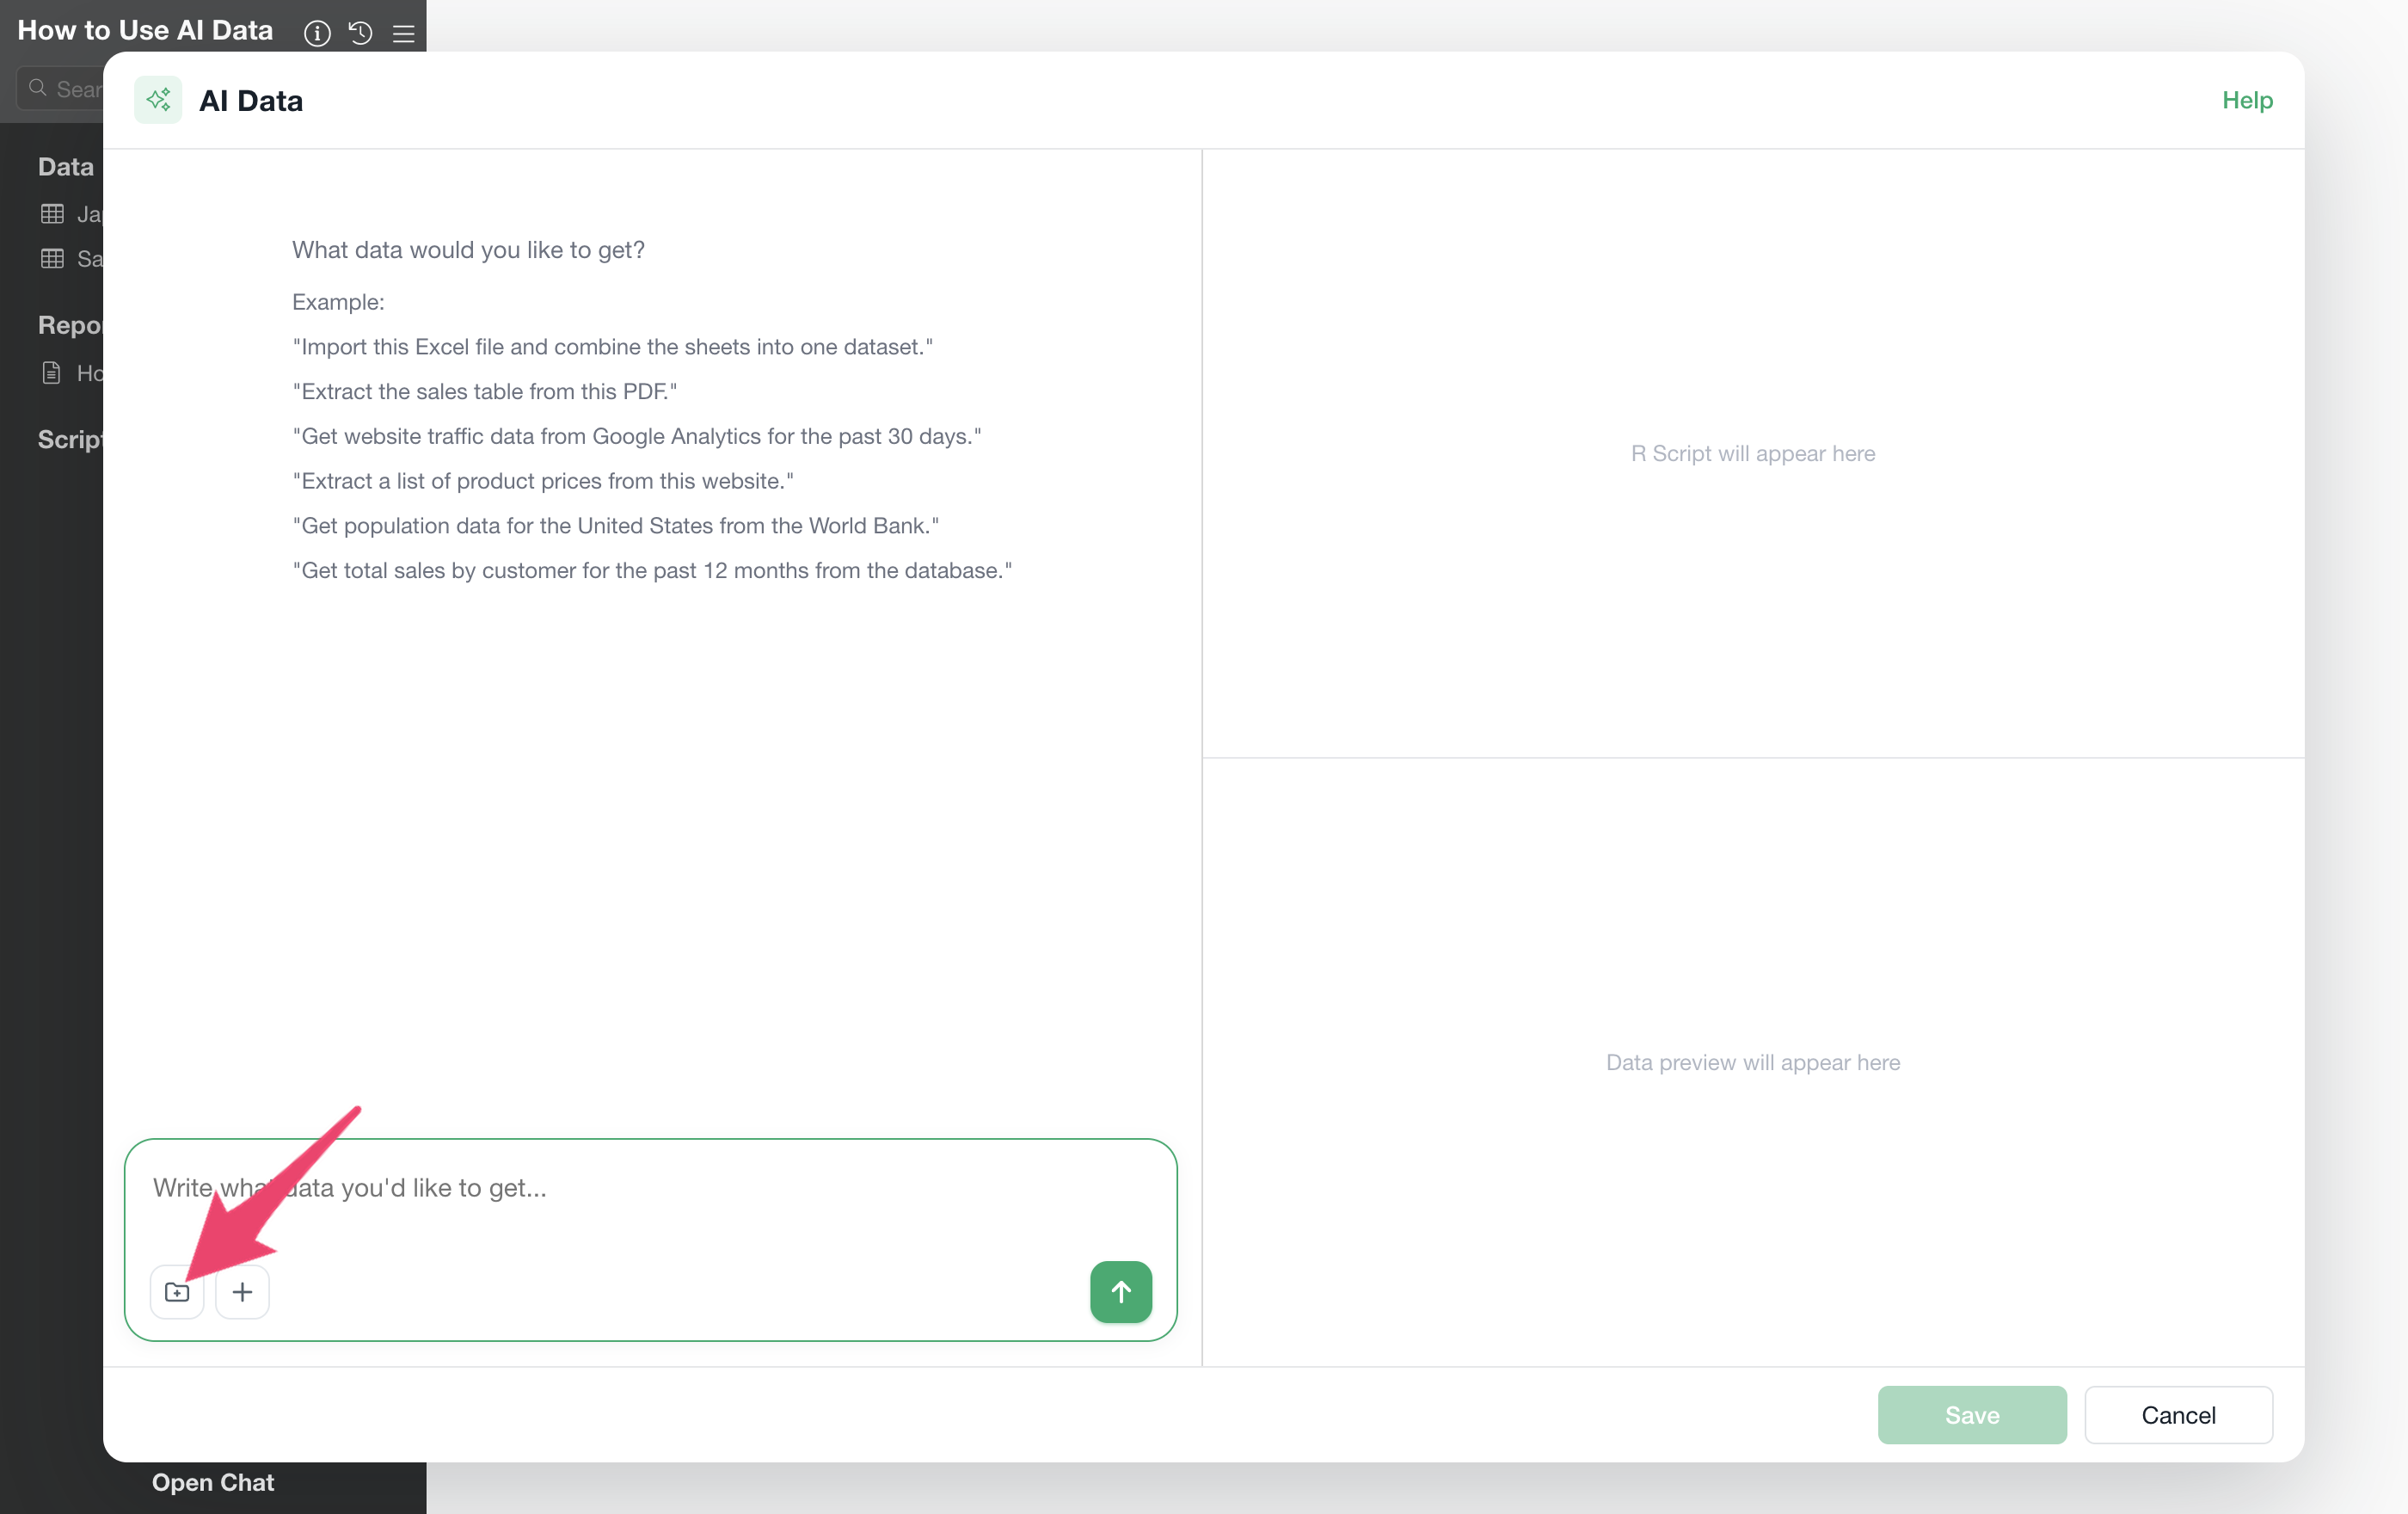 How to Use AI Data
Sear
AI Data
Help
Data
Jap
Sa
Repor
Ho
Script
What data would you like to get?
Example:
"Import this Excel file and combine the sheets into one dataset."
"Extract the sales table from this PDF."
"Get website traffic data from Google Analytics for the past 30 days."
"Extract a list of product prices from this website."
"Get population data for the United States from the World Bank."
"Get total sales by customer for the past 12 months from the database."
R Script will appear here
Data preview will appear here
Write what data you'd like to get...
Save
Cancel
Open Chat